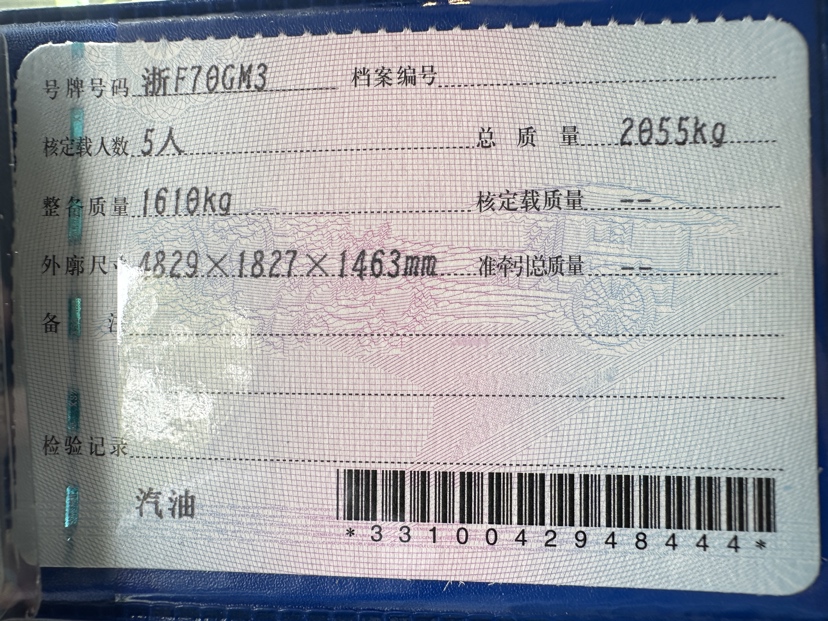 号牌号码 浙F70GM3 档案编号
核定载人数 5人 总质量 2055kg
整备质量 1610kg 核定载质量 --
外廓尺寸 4829×1827×1463mm 准牵引总质量 --
备注
检验记录
汽油
*3310042948444*